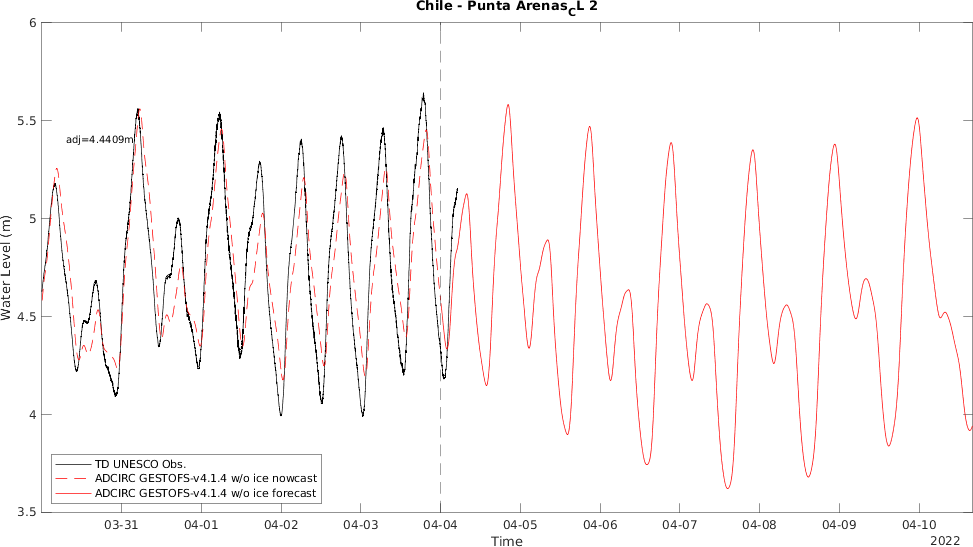 Chile - Punta Arenas_CL 2
6
5.5
5
4.5
4
3.5
Water Level (m)
adj=4.4409m
TD UNESCO Obs.
ADCIRC GESTOFS-v4.1.4 w/o ice nowcast
ADCIRC GESTOFS-v4.1.4 w/o ice forecast
03-31 04-01 04-02 04-03 04-04 04-05 04-06 04-07 04-08 04-09 04-10
Time
2022